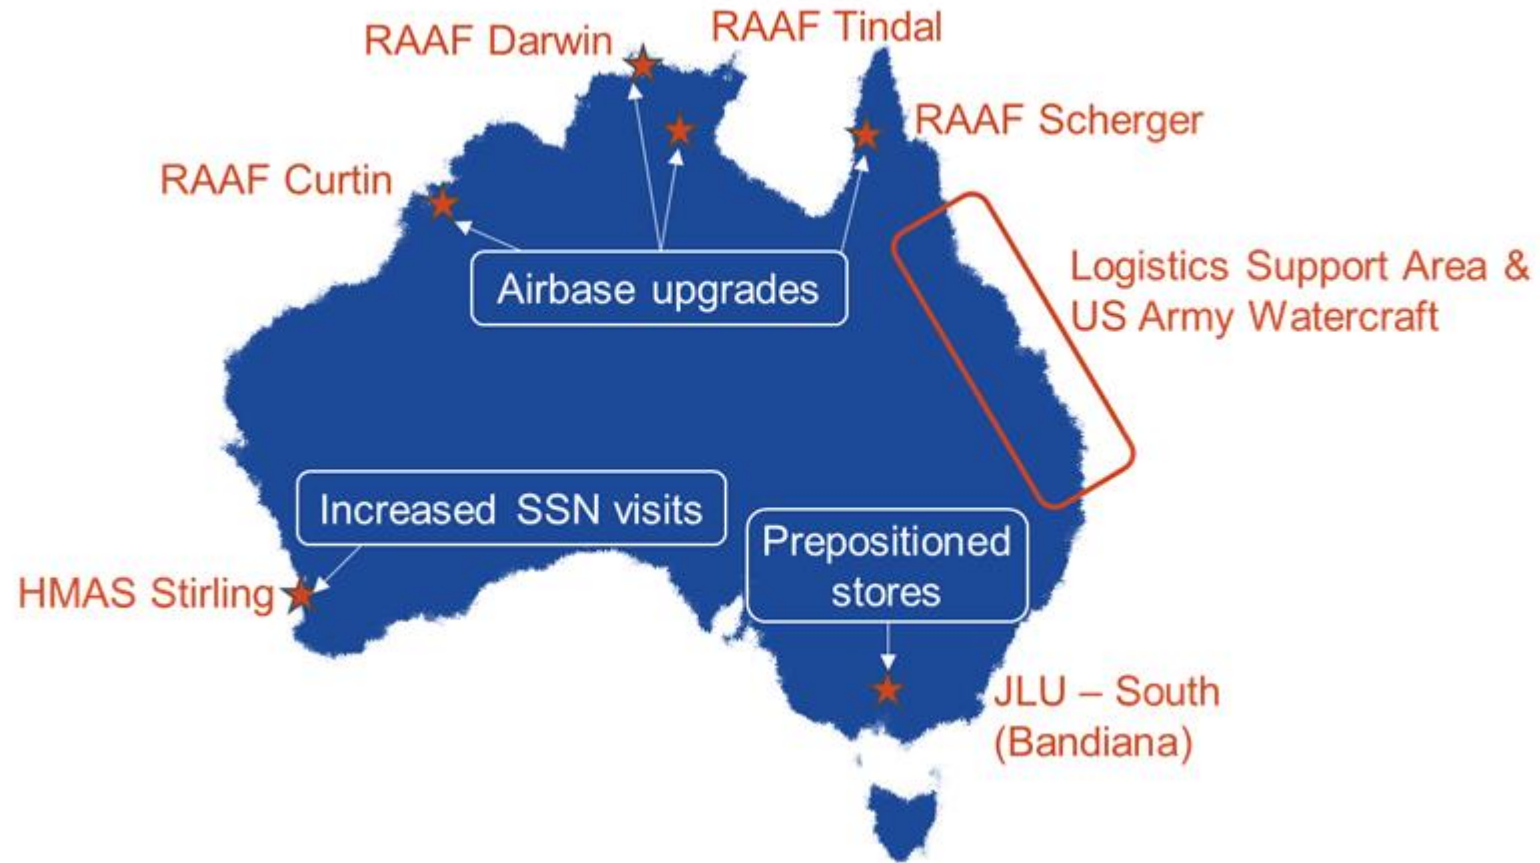 RAAF Darwin
RAAF Tindal
RAAF Scherger
RAAF Curtin
Airbase upgrades
Logistics Support Area &
US Army Watercraft
Increased SSN visits
Prepositioned
stores
HMAS Stirling
JLU – South
(Bandiana)